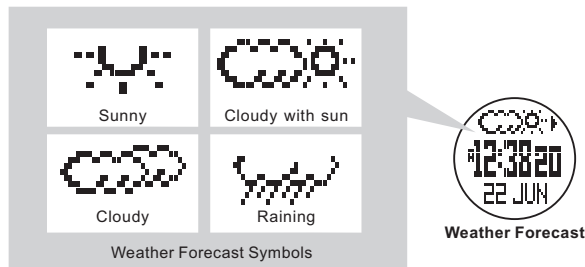 Sunny
Cloudy with sun
Cloudy
Raining
Weather Forecast Symbols
A 12:38 20
22 JUN
Weather Forecast